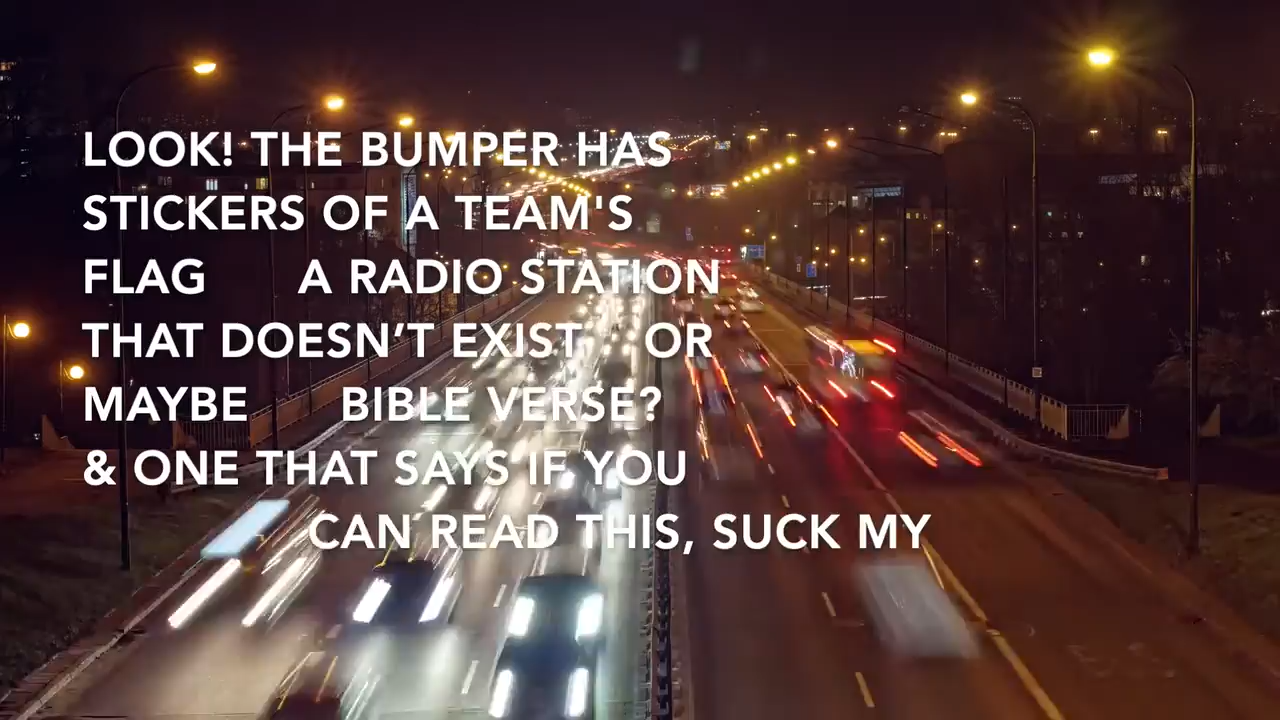 LOOK! THE BUMPER HAS
STICKERS OF A TEAM'S
FLAG A RADIO STATION
THAT DOESN’T EXIST OR
MAYBE BIBLE VERSE?
& ONE THAT SAYS IF YOU
CAN READ THIS, SUCK MY